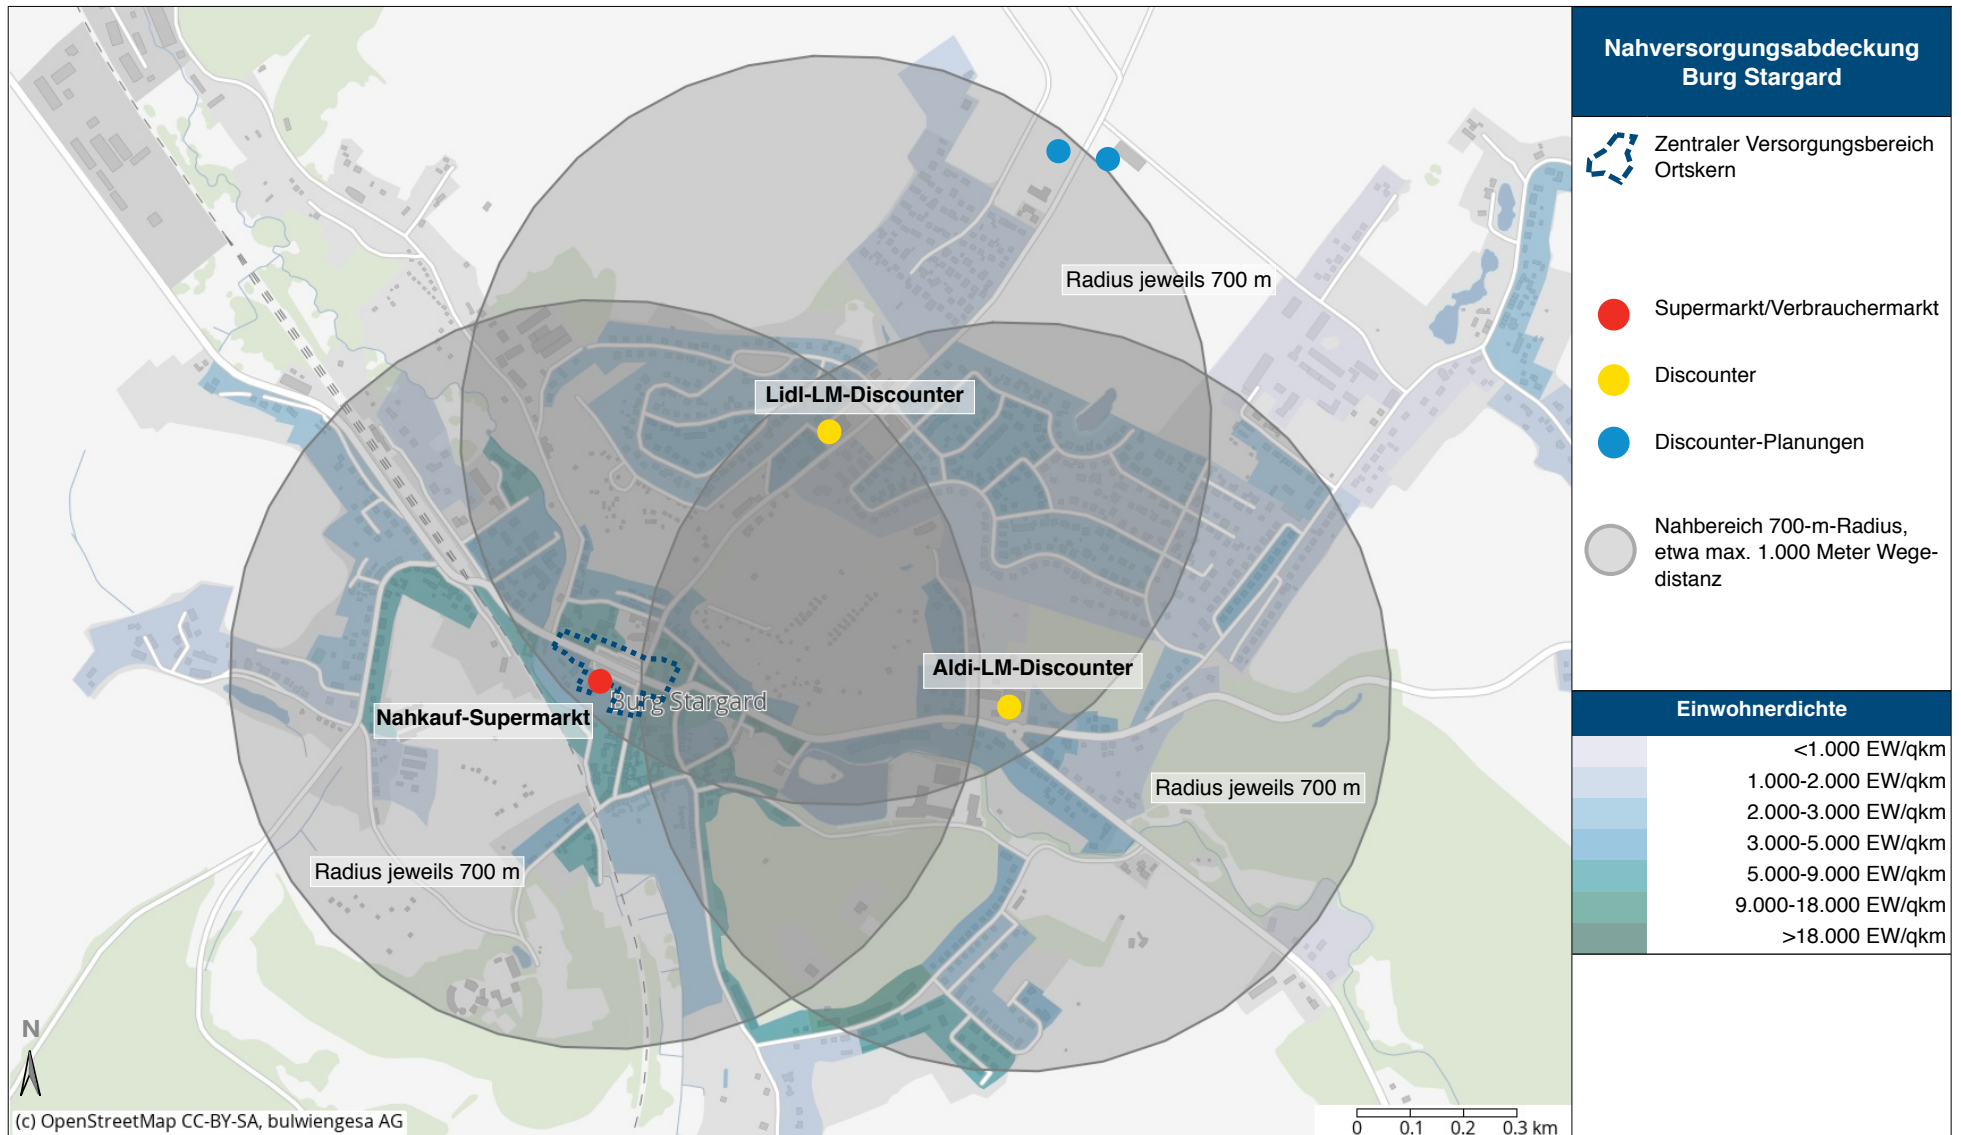 Nahversorgungsabdeckung
Burg Stargard
Zentraler Versorgungsbereich
Ortskern
Supermarkt/Verbrauchermarkt
Discounter
Discounter-Planungen
Nahbereich 700-m-Radius,
etwa max. 1.000 Meter Wege-
distanz
Einwohnerdichte
<1.000 EW/qkm
1.000-2.000 EW/qkm
2.000-3.000 EW/qkm
3.000-5.000 EW/qkm
5.000-9.000 EW/qkm
9.000-18.000 EW/qkm
>18.000 EW/qkm
Radius jeweils 700 m
Lidl-LM-Discounter
Aldi-LM-Discounter
Burg Stargard
Nahkauf-Supermarkt
Radius jeweils 700 m
Radius jeweils 700 m
N
(c) OpenStreetMap CC-BY-SA, bulwiengesa AG
0 0.1 0.2 0.3 km